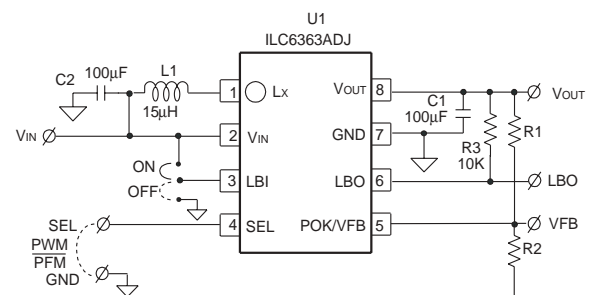 U1
ILC6363ADJ
C2 100µF L1
15µH
1 LX VOUT 8 VOUT
C1
100µF
VIN 2 VIN GND 7 R1
R3
10K
ON
OFF
3 LBI LBO 6 LBO
SEL 4 SEL POK/VFB 5 VFB
PWM
PFM
GND
R2